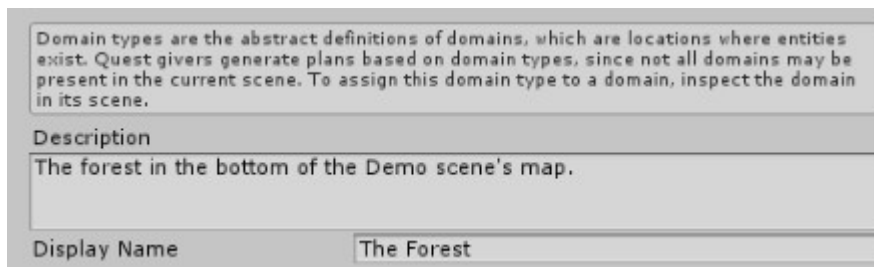 Domain types are the abstract definitions of domains, which are locations where entities
exist. Quest givers generate plans based on domain types, since not all domains may be
present in the current scene. To assign this domain type to a domain, inspect the domain
in its scene.
Description
The forest in the bottom of the Demo scene's map.
Display Name The Forest